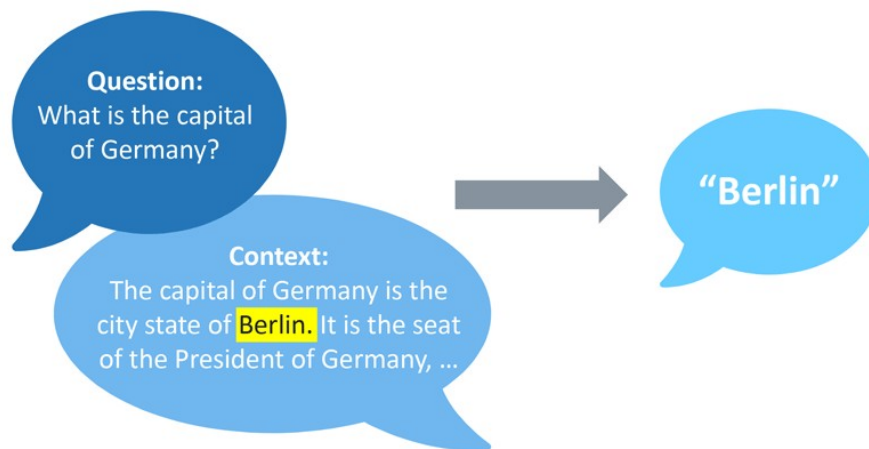 Question:
What is the capital
of Germany?
Context:
The capital of Germany is the
city state of Berlin. It is the seat
of the President of Germany, ...
“Berlin”